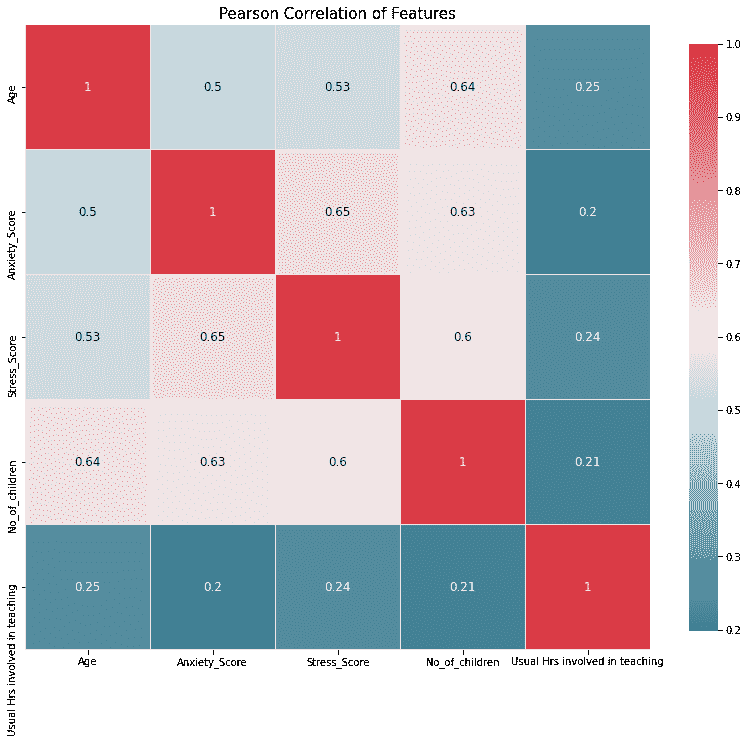 Pearson Correlation of Features
Age 1 0.5 0.53 0.64 0.25
Anxiety_Score 0.5 1 0.65 0.63 0.2
Stress_Score 0.53 0.65 1 0.6 0.24
No_of_children 0.64 0.63 0.6 1 0.21
Usual Hrs involved in teaching 0.25 0.2 0.24 0.21 1
Age Anxiety_Score Stress_Score No_of_children Usual Hrs involved in teaching
1.0
0.9
0.8
0.7
0.6
0.5
0.4
0.3
0.2